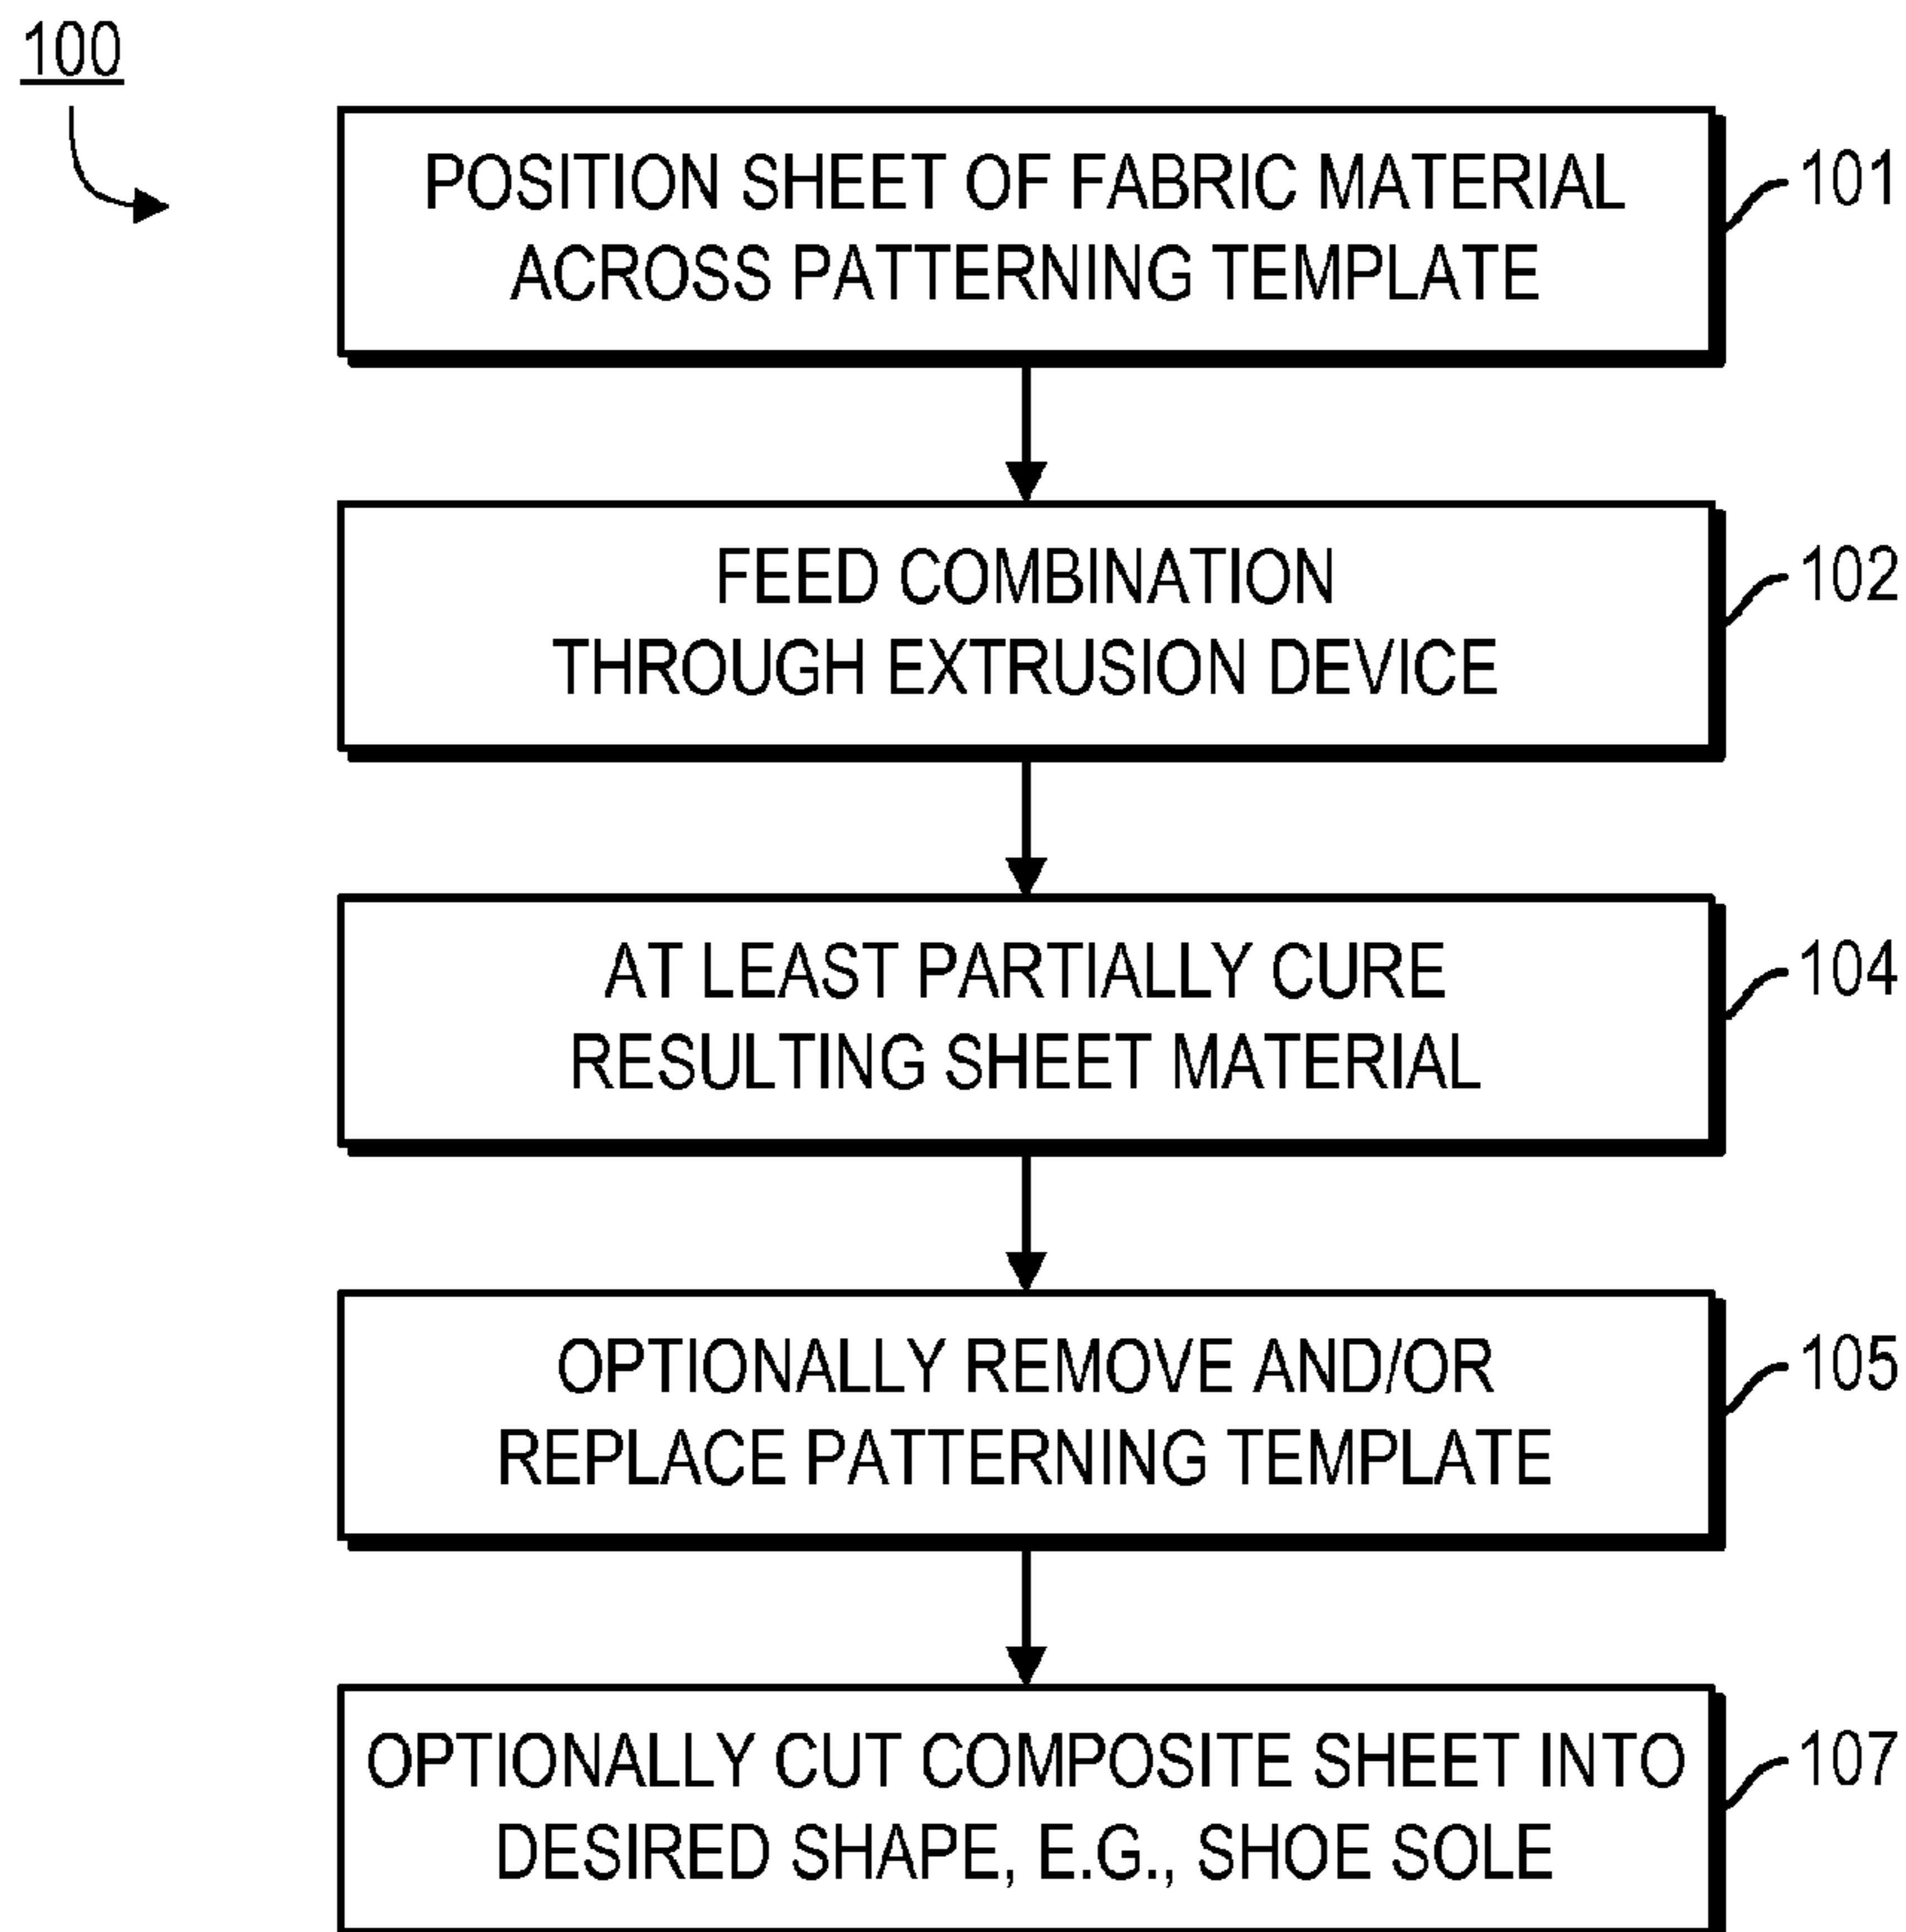 100
POSITION SHEET OF FABRIC MATERIAL
ACROSS PATTERNING TEMPLATE
101
FEED COMBINATION
THROUGH EXTRUSION DEVICE
102
AT LEAST PARTIALLY CURE
RESULTING SHEET MATERIAL
104
OPTIONALLY REMOVE AND/OR
REPLACE PATTERNING TEMPLATE
105
OPTIONALLY CUT COMPOSITE SHEET INTO
DESIRED SHAPE, E.G., SHOE SOLE
107